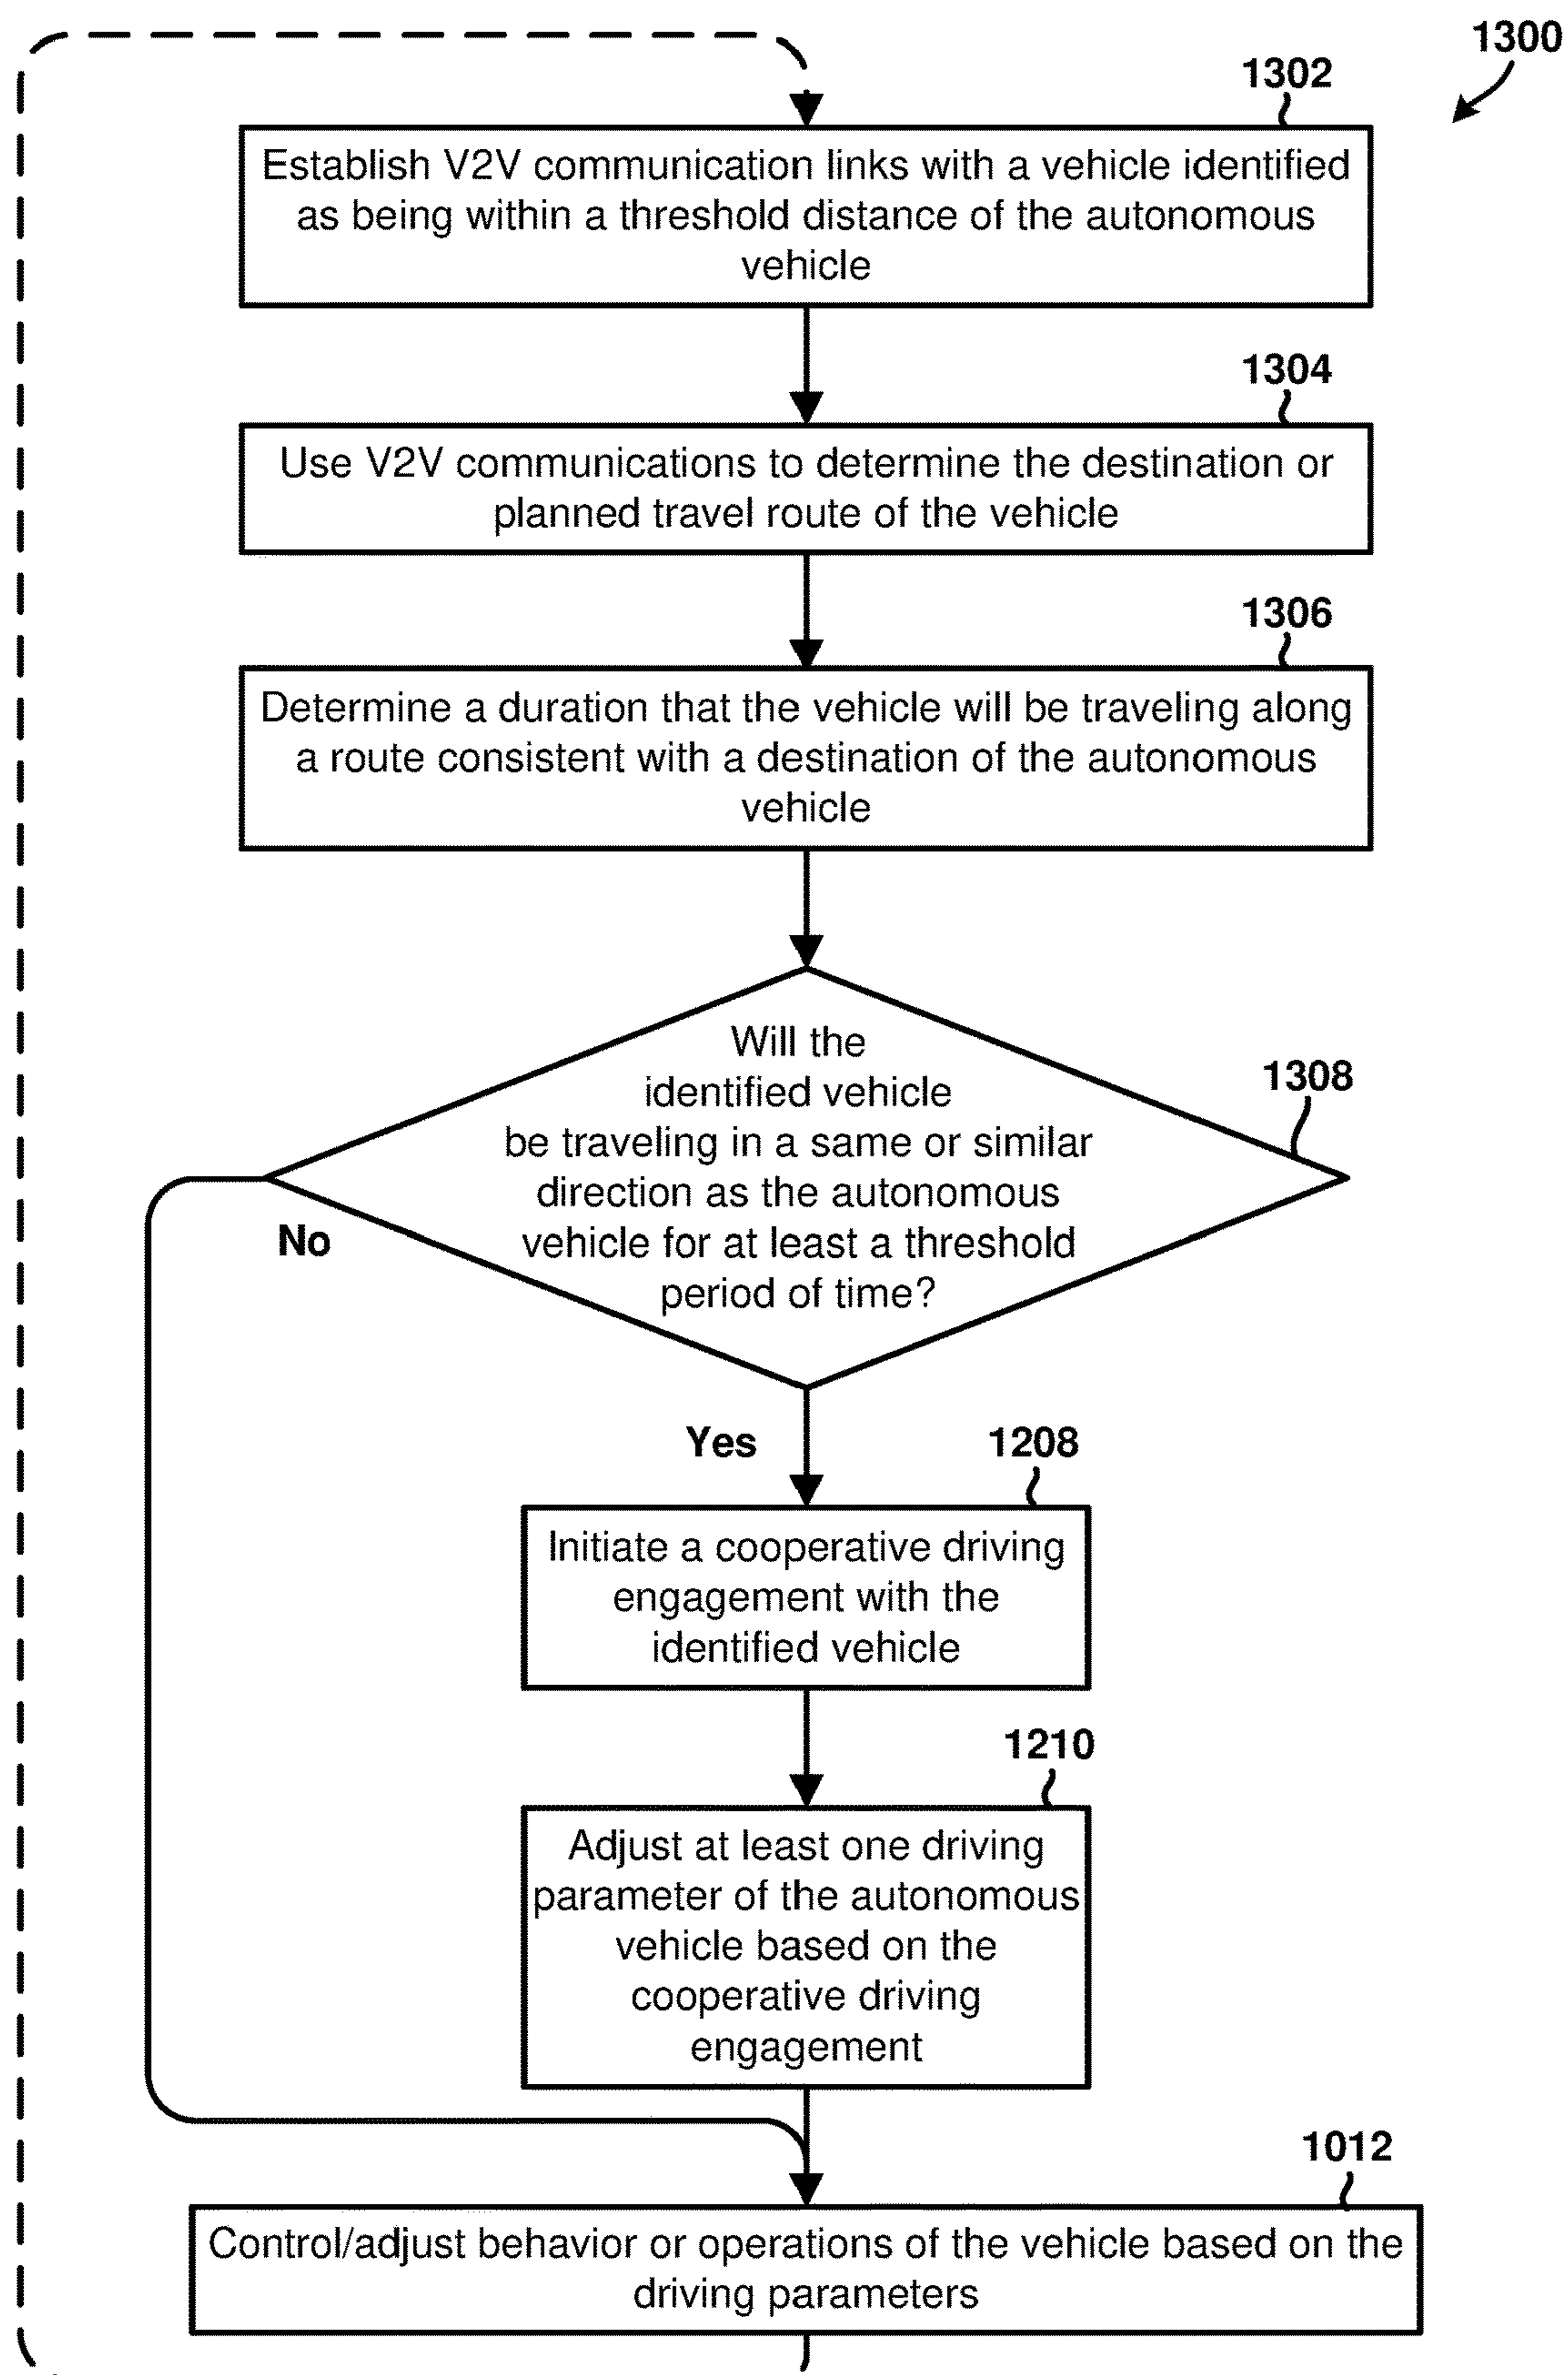 1300
1302
Establish V2V communication links with a vehicle identified
as being within a threshold distance of the autonomous
vehicle
1304
Use V2V communications to determine the destination or
planned travel route of the vehicle
1306
Determine a duration that the vehicle will be traveling along
a route consistent with a destination of the autonomous
vehicle
1308
Will the
identified vehicle
be traveling in a same or similar
direction as the autonomous
vehicle for at least a threshold
period of time?
No
Yes
1208
Initiate a cooperative driving
engagement with the
identified vehicle
1210
Adjust at least one driving
parameter of the autonomous
vehicle based on the
cooperative driving
engagement
1012
Control/adjust behavior or operations of the vehicle based on the
driving parameters